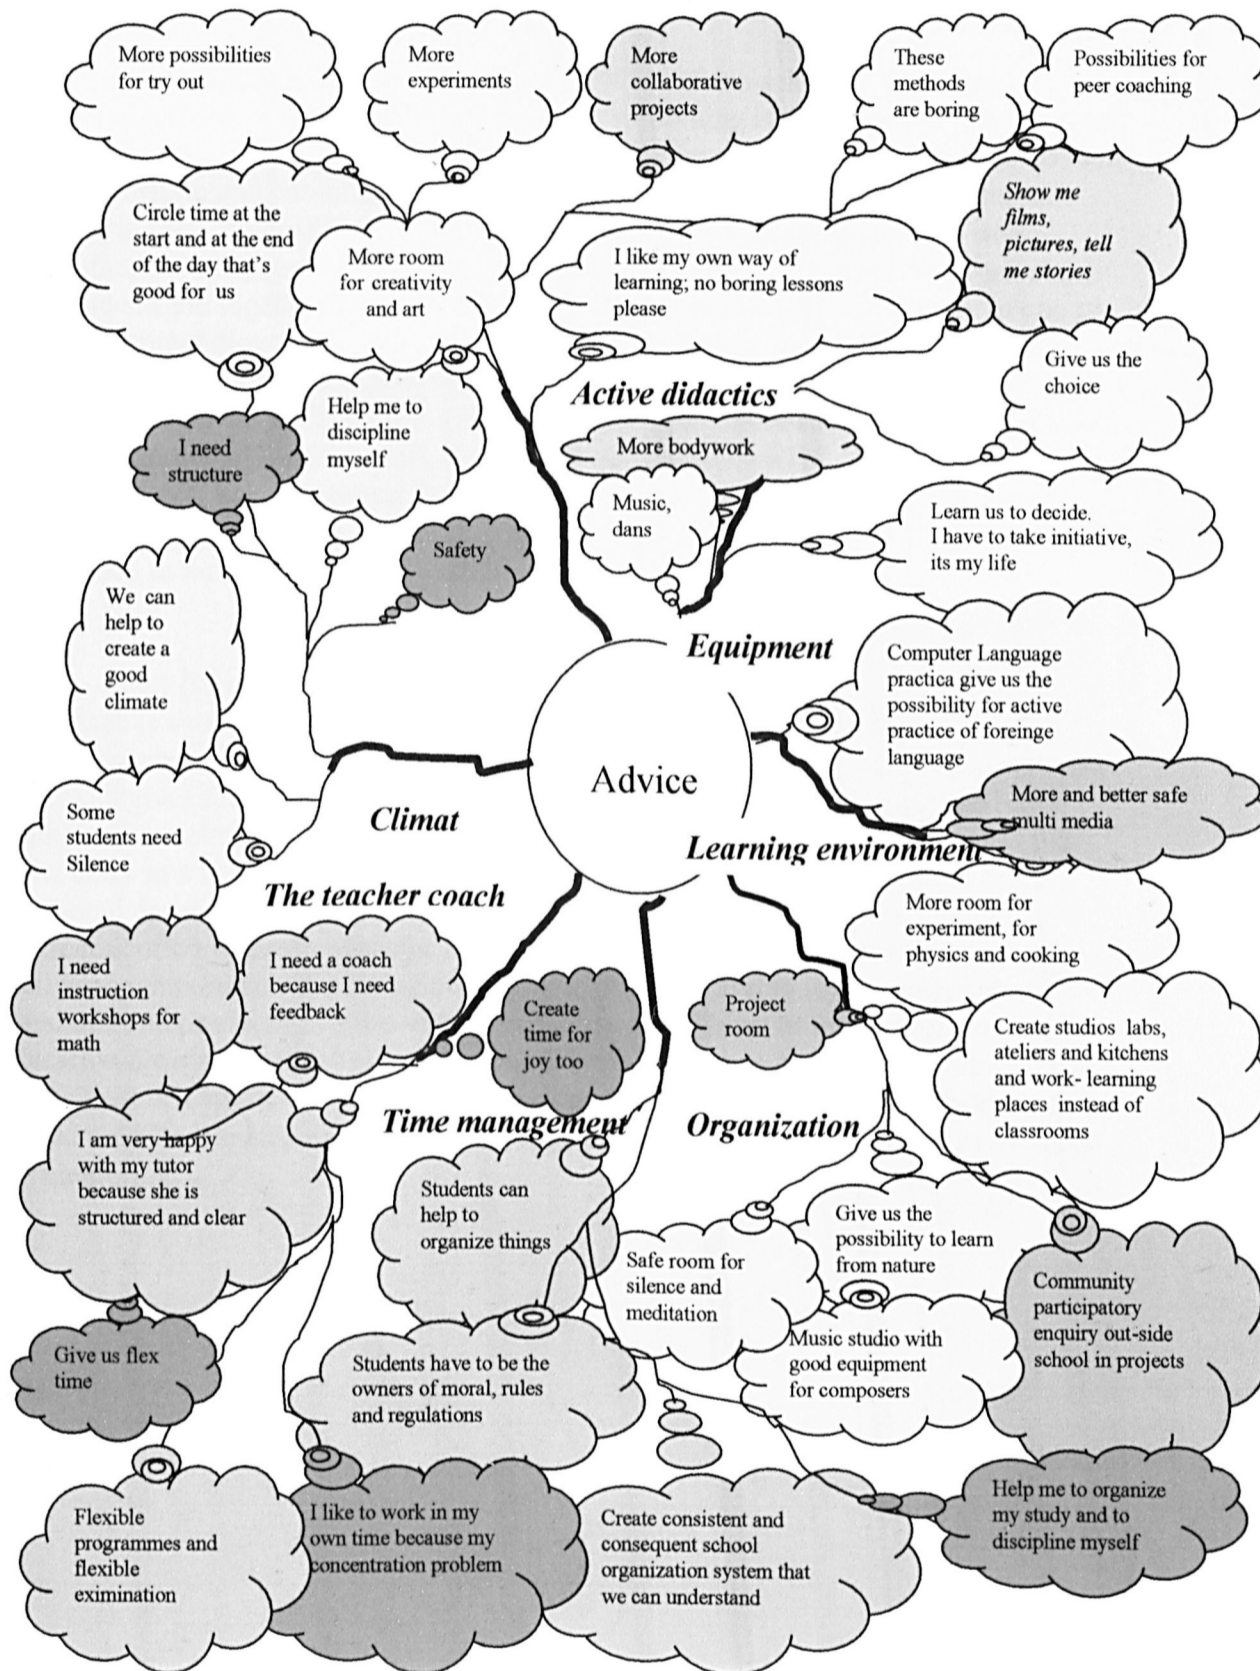 More possibilities
for try out
More
experiments
More
collaborative
projects
These
methods
are boring
Possibilities for
peer coaching
Circle time at the
start and at the end
of the day that's
good for us
More room
for creativity
and art
I like my own way of
learning; no boring lessons
please
Show me
films,
pictures, tell
me stories
Give us the
choice
Active didactics
Help me to
discipline
myself
I need
structure
More bodywork
Music,
dans
Safety
Learn us to decide.
I have to take initiative,
its my life
We can
help to
create a
good
climate
Equipment
Computer Language
practica give us the
possibility for active
practice of foreinge
language
Advice
More and better safe
multi media
Some
students need
Silence
Climat
Learning environment
The teacher coach
More room for
experiment, for
physics and cooking
I need
instruction
workshops for
math
I need a coach
because I need
feedback
Create
time for
joy too
Project
room
Create studios labs,
ateliers and kitchens
and work- learning
places instead of
classrooms
Time management
Organization
I am very happy
with my tutor
because she is
structured and clear
Students can
help to
organize things
Safe room for
silence and
meditation
Give us the
possibility to learn
from nature
Community
participatory
enquiry out-side
school in projects
Give us flex
time
Students have to be the
owners of moral, rules
and regulations
Music studio with
good equipment
for composers
Flexible
programmes and
flexible
eximination
I like to work in my
own time because my
concentration problem
Create consistent and
consequent school
organization system that
we can understand
Help me to organize
my study and to
discipline myself